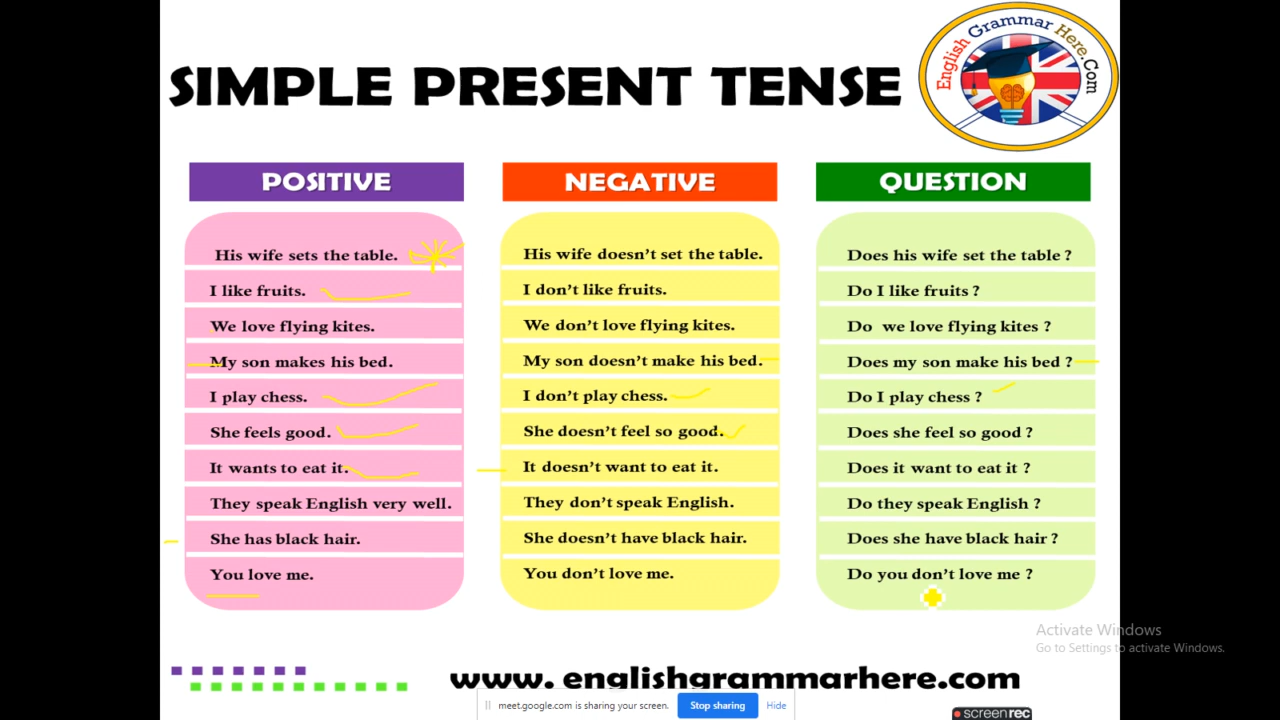 SIMPLE PRESENT TENSE
English Grammar Here.Com
POSITIVE
His wife sets the table.
I like fruits.
We love flying kites.
My son makes his bed.
I play chess.
She feels good.
It wants to eat it.
They speak English very well.
She has black hair.
You love me.
NEGATIVE
His wife doesn't set the table.
I don't like fruits.
We don't love flying kites.
My son doesn't make his bed.
I don't play chess.
She doesn't feel so good.
It doesn't want to eat it.
They don't speak English.
She doesn't have black hair.
You don't love me.
QUESTION
Does his wife set the table ?
Do I like fruits ?
Do we love flying kites ?
Does my son make his bed ?
Do I play chess ?
Does she feel so good ?
Does it want to eat it ?
Do they speak English ?
Does she have black hair ?
Do you don't love me ?
Activate Windows
Go to Settings to activate Windows.
www. englishgrammarhere.com
meet.google.com is sharing your screen.
Stop sharing
Hide
screenrec